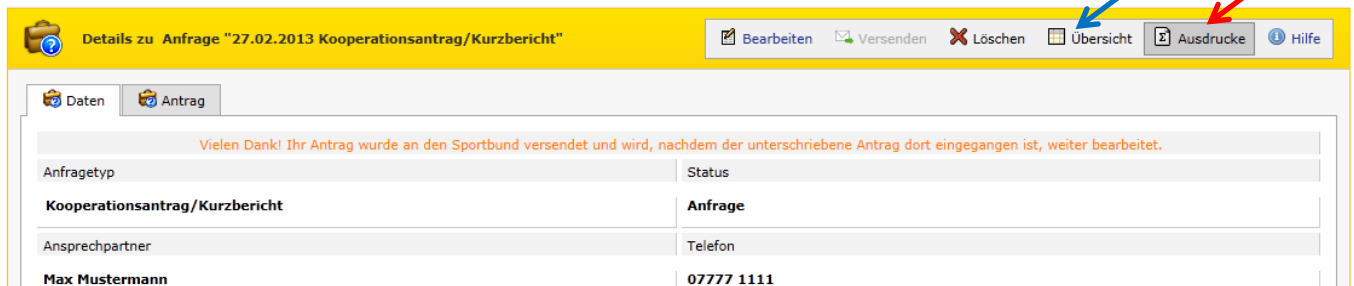 Details zu Anfrage "27.02.2013 Kooperationsantrag/Kurzbericht"
Bearbeiten Versenden Löschen Übersicht Ausdrucke Hilfe
Daten Antrag
Vielen Dank! Ihr Antrag wurde an den Sportbund versendet und wird, nachdem der unterschriebene Antrag dort eingegangen ist, weiter bearbeitet.
Anfragetyp Status
Kooperationsantrag/Kurzbericht Anfrage
Ansprechpartner Telefon
Max Mustermann 07777 1111